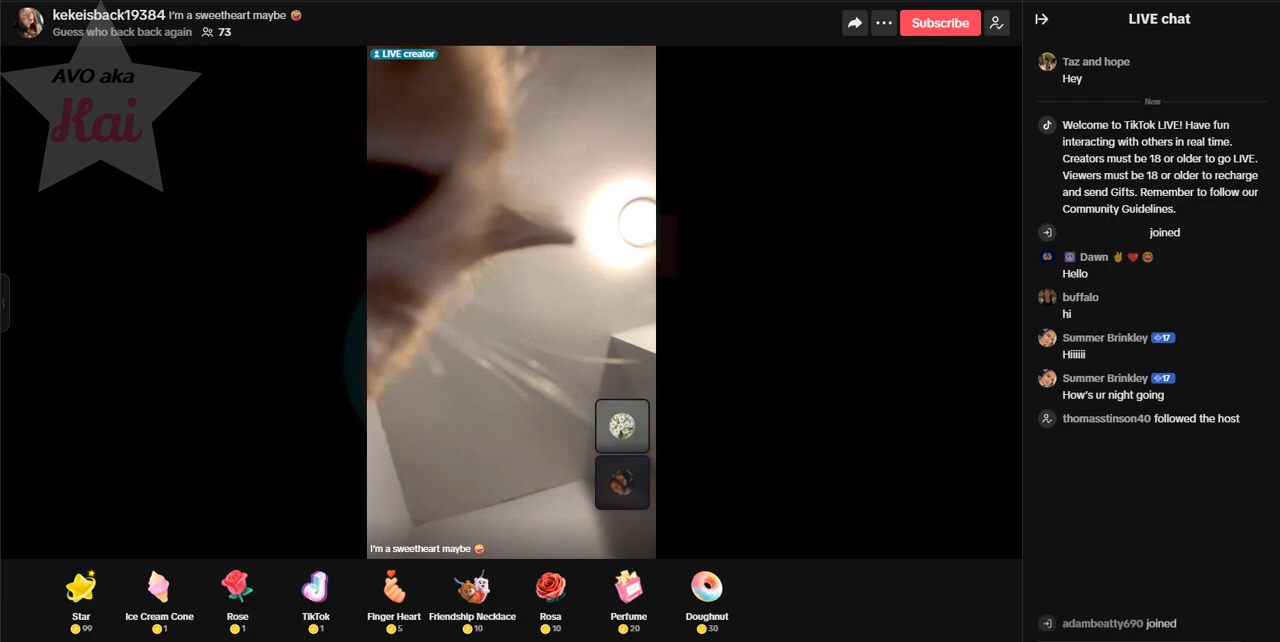 kekeisback19384 I'm a sweetheart maybe 🤪
Guess who back back again 73
Subscribe
AVO aka
Kai
LIVE creator
I'm a sweetheart maybe 🤪
Star
99
Ice Cream Cone
1
Rose
1
TikTok
1
Finger Heart
5
Friendship Necklace
10
Rosa
10
Perfume
20
Doughnut
30
LIVE chat
Taz and hope
Hey
New
Welcome to TikTok LIVE! Have fun
interacting with others in real time.
Creators must be 18 or older to go LIVE.
Viewers must be 18 or older to recharge
and send Gifts. Remember to follow our
Community Guidelines.
joined
Dawn ✌️❤️
Hello
buffalo
hi
Summer Brinkley 17
Hiiiiii
Summer Brinkley 17
How's ur night going
thomasstinson40 followed the host
adambeatty690 joined